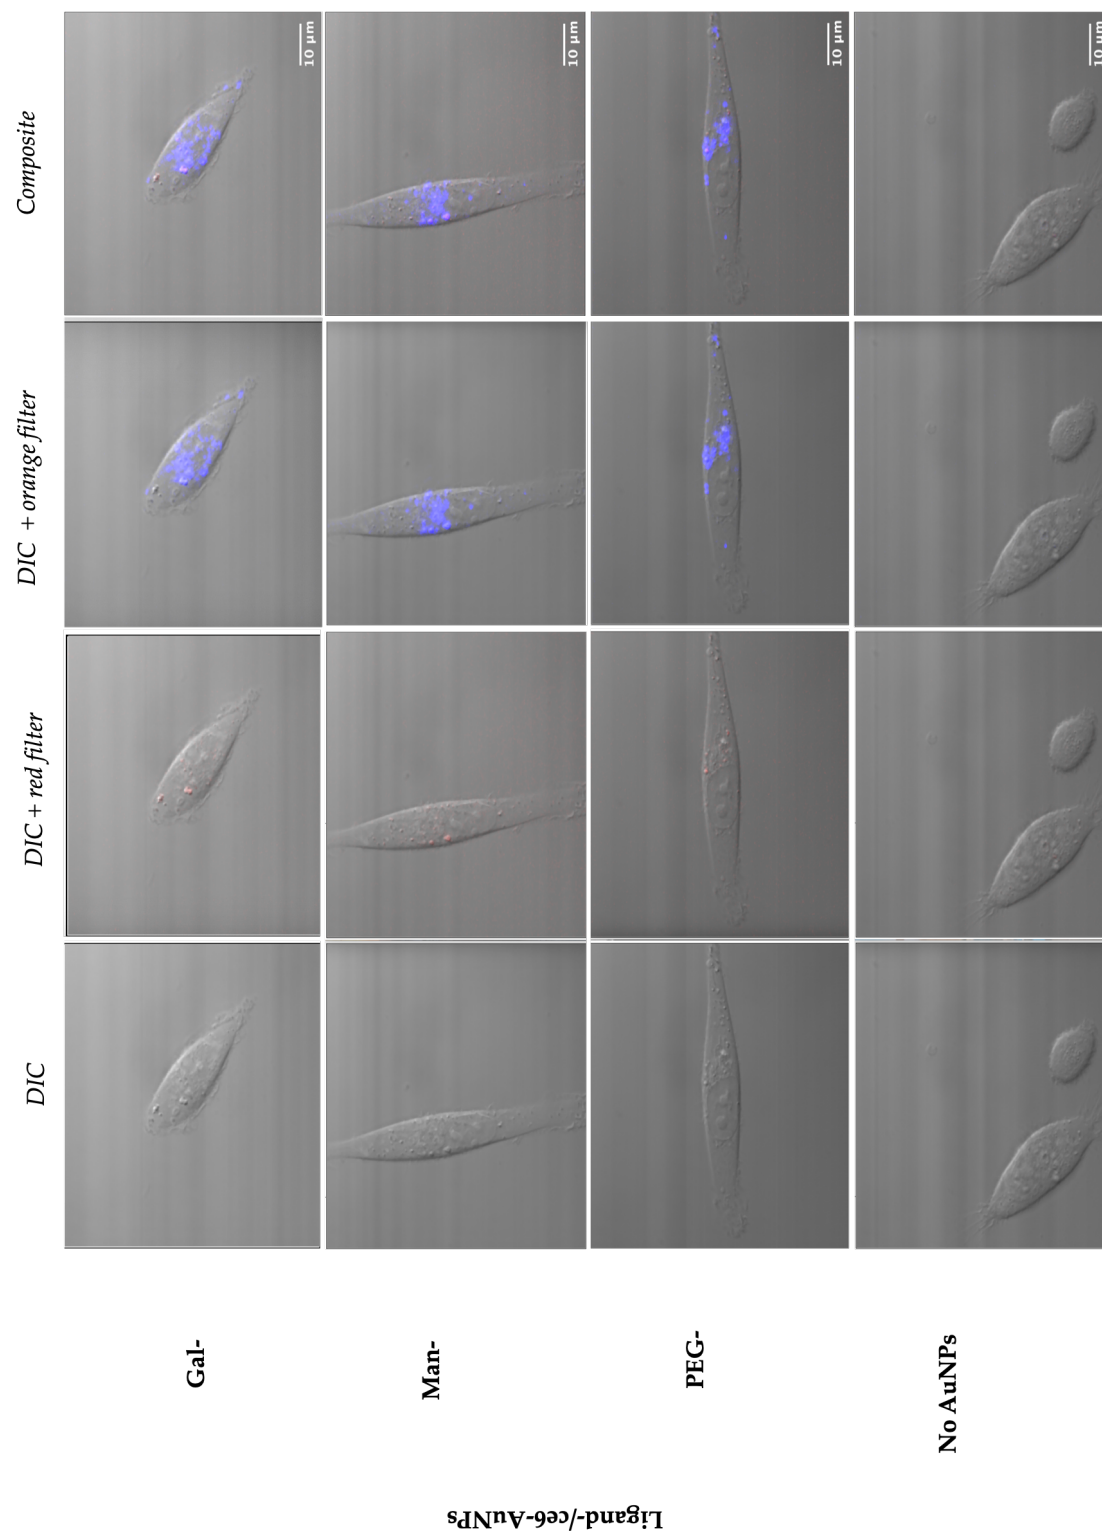 Ligand-/ce6-AuNPs
DIC
DIC + red filter
DIC + orange filter
Composite
Gal-
10 µm
Man-
10 µm
PEG-
10 µm
No AuNPs
10 µm